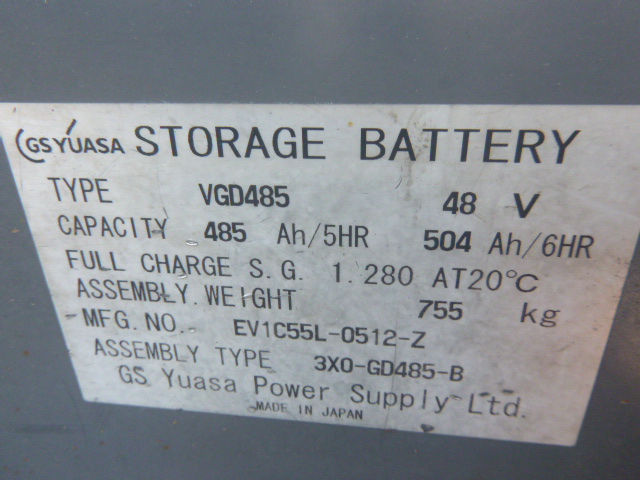 GS YUASA STORAGE BATTERY
TYPE VGD485 48 V
CAPACITY 485 Ah/5HR 504 Ah/6HR
FULL CHARGE S.G. 1.280 AT20°C
ASSEMBLY WEIGHT 755 kg
MFG.NO. EV1C55L-0512-Z
ASSEMBLY TYPE 3X0-GD485-B
GS Yuasa Power Supply Ltd.
MADE IN JAPAN